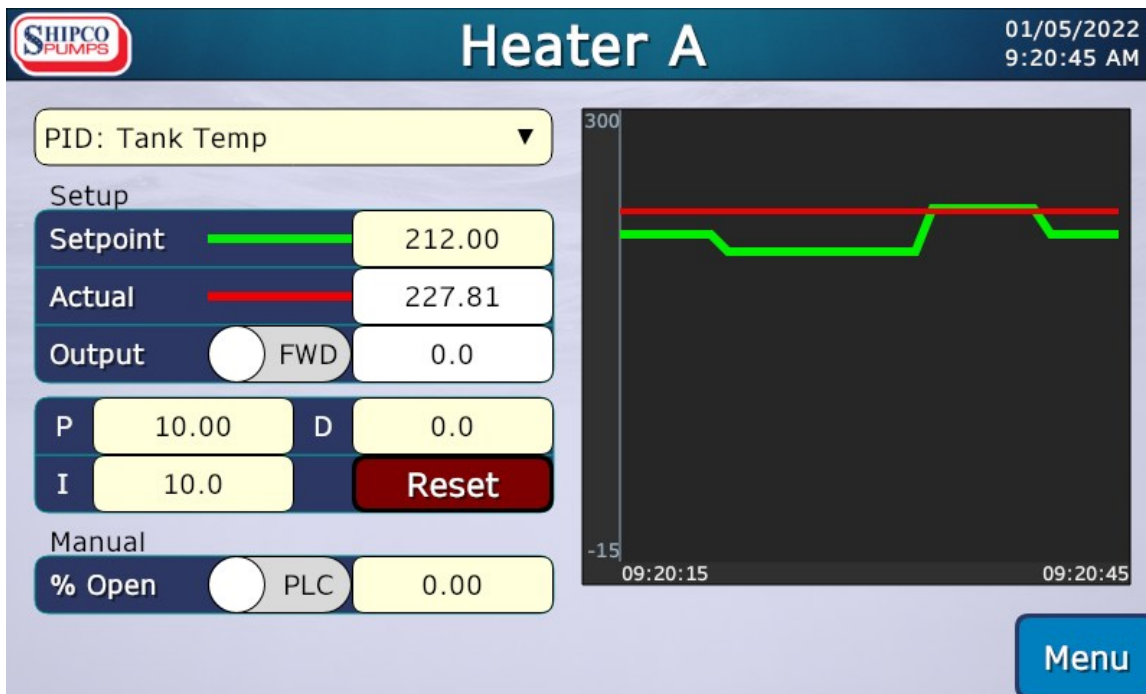 SHIPCO
PUMPS
Heater A
01/05/2022
9:20:45 AM
PID: Tank Temp ▼
Setup
Setpoint 212.00
Actual 227.81
Output FWD 0.0
P 10.00 D 0.0
I 10.0 Reset
Manual
% Open PLC 0.00
300
-15
09:20:15 09:20:45
Menu